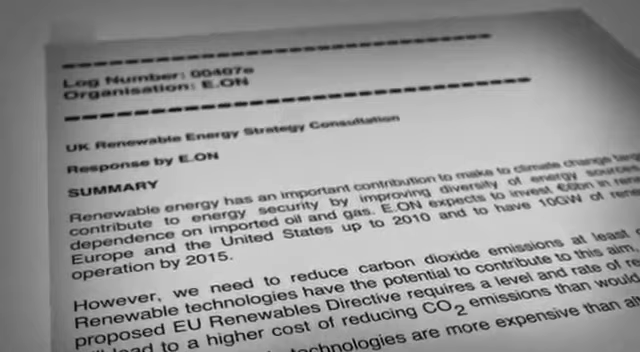 Log Number: 00407e
Organisation: E.ON
UK Renewable Energy Strategy Consultation
Response by E.ON
SUMMARY
Renewable energy has an important contribution to make to climate change
contribute to energy security by improving diversity of energy sources
dependence on imported oil and gas. E.ON expects to invest €6bn in
Europe and the United States up to 2010 and to have 10GW of
operation by 2015.
However, we need to reduce carbon dioxide emissions at least
Renewable technologies have the potential to contribute to this aim
proposed EU Renewables Directive requires a level and rate of
lead to a higher cost of reducing CO2 emissions than would
technologies are more expensive than